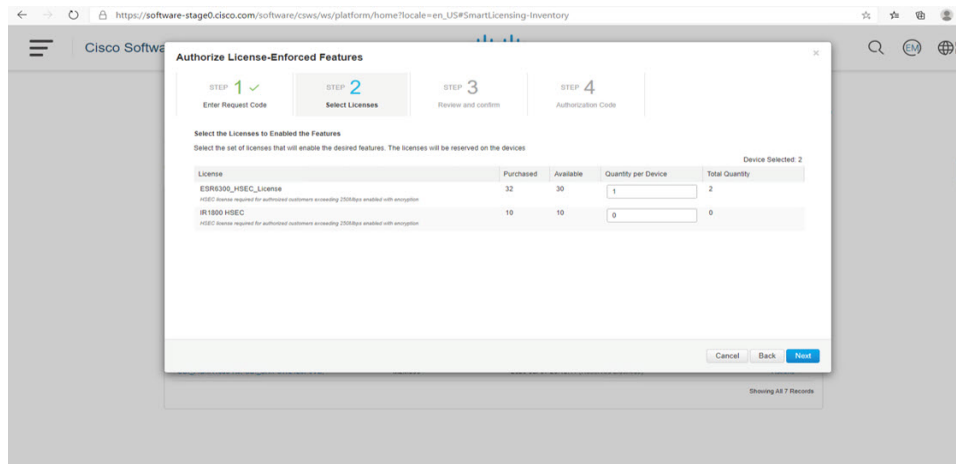 https://software-stage0.cisco.com/software/csws/ws/platform/home?locale=en_US#SmartLicensing-Inventory
Cisco Softwa
EM
Authorize License-Enforced Features
STEP 1
Enter Request Code
STEP 2
Select Licenses
STEP 3
Review and confirm
STEP 4
Authorization Code
Select the Licenses to Enabled the Features
Select the set of licenses that will enable the desired features. The licenses will be reserved on the devices
Device Selected: 2
License Purchased Available Quantity per Device Total Quantity
ESR6300_HSEC_License 32 30 1 2
HSEC license required for authorized customers exceeding 250Mbps enabled with encryption
IR1800 HSEC 10 10 0 0
HSEC license required for authorized customers exceeding 250Mbps enabled with encryption
Cancel Back Next
Showing All 7 Records